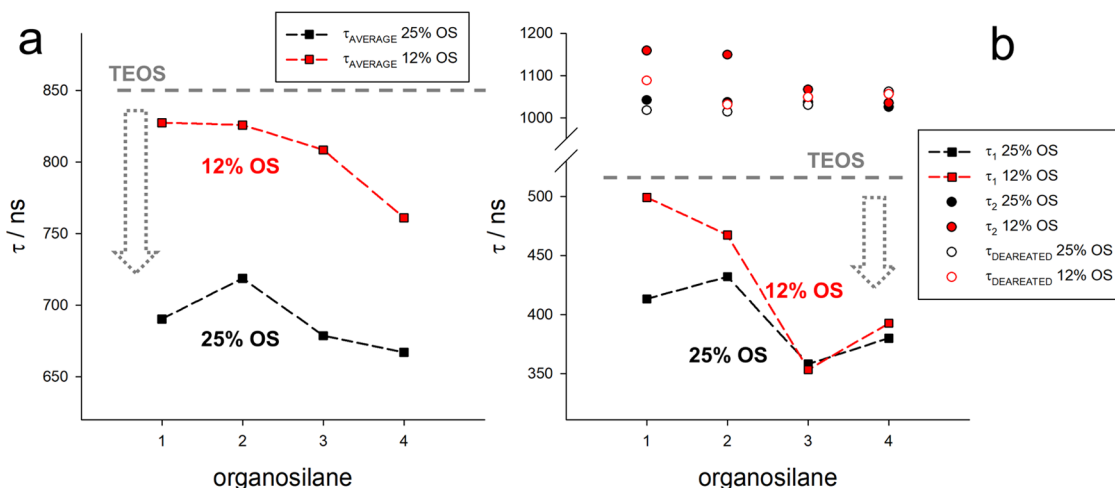 a
τAVERAGE 25% OS
τAVERAGE 12% OS
TEOS
12% OS
25% OS
850
800
750
700
650
τ / ns
1 2 3 4
organosilane
b
1200
1100
1000
500
450
400
350
τ / ns
TEOS
12% OS
25% OS
τ1 25% OS
τ1 12% OS
τ2 25% OS
τ2 12% OS
τDEAREATED 25% OS
τDEAREATED 12% OS
1 2 3 4
organosilane